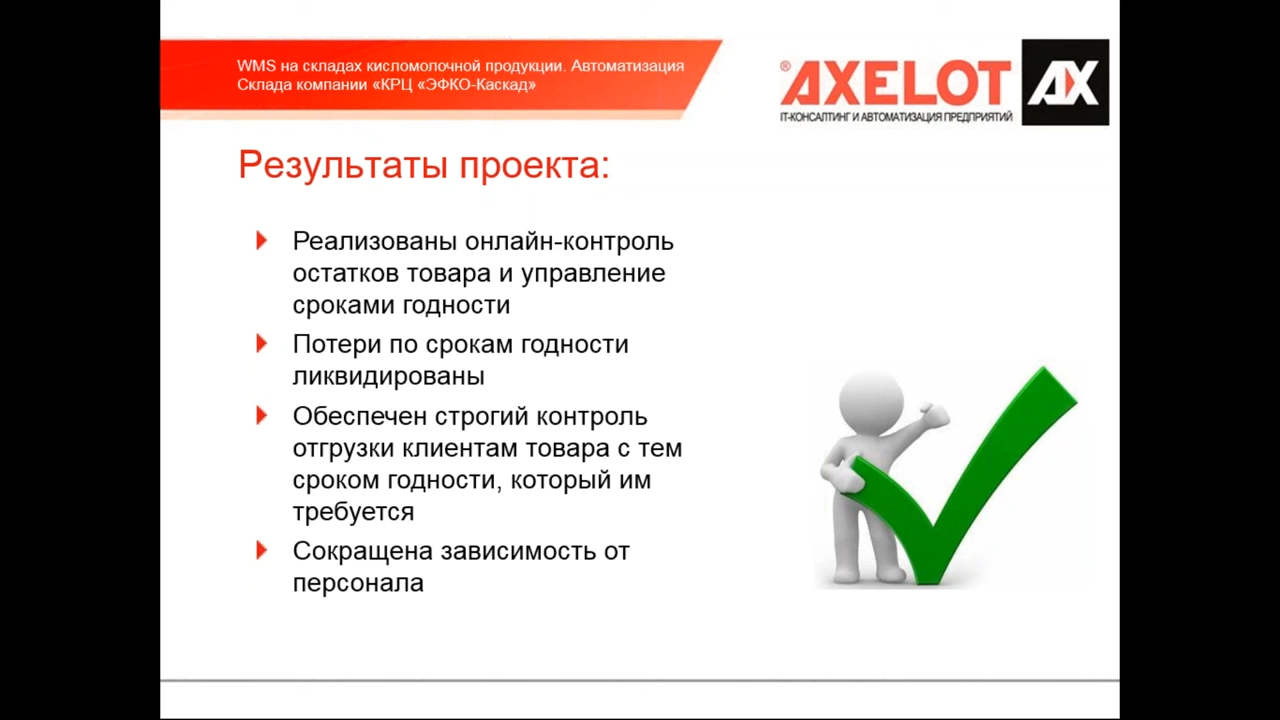 WMS на складах кисломолочной продукции. Автоматизация
Склада компании «КРЦ «ЭФКО-Каскад»
®AXELOT
AX
IT-КОНСАЛТИНГ И АВТОМАТИЗАЦИЯ ПРЕДПРИЯТИЙ
Результаты проекта:
Реализованы онлайн-контроль
остатков товара и управление
сроками годности
Потери по срокам годности
ликвидированы
Обеспечен строгий контроль
отгрузки клиентам товара с тем
сроком годности, который им
требуется
Сокращена зависимость от
персонала